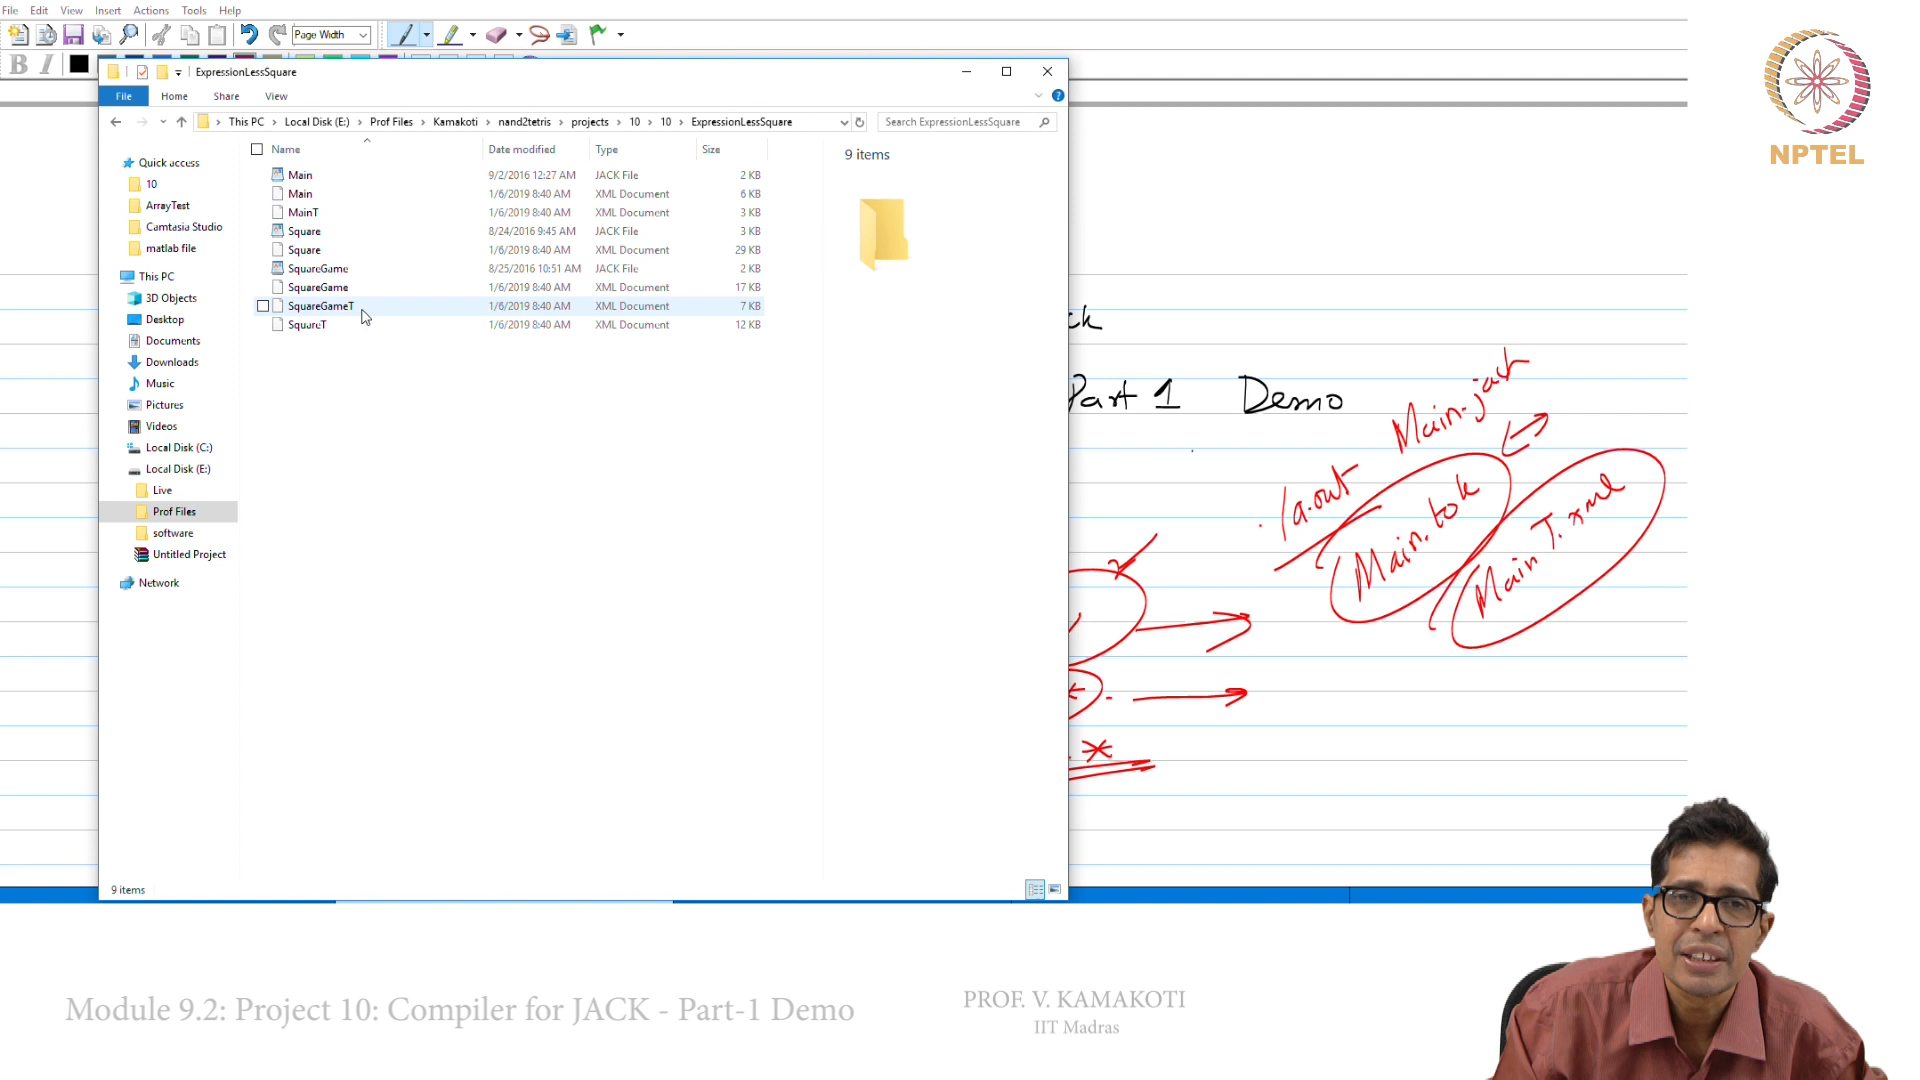 File Edit View Insert Actions Tools Help
Page Width
B I
ExpressionLessSquare
File Home Share View
This PC Local Disk (E:) Prof Files Kamakoti nand2tetris projects 10 10 ExpressionLessSquare
Search ExpressionLessSquare
Name Date modified Type Size
9 items
Quick access
10
ArrayTest
Camtasia Studio
matlab file
This PC
3D Objects
Desktop
Documents
Downloads
Music
Pictures
Videos
Local Disk (C:)
Local Disk (E:)
Live
Prof Files
software
Untitled Project
Network
Main 9/2/2016 12:27 AM JACK File 2 KB
Main 1/6/2019 8:40 AM XML Document 6 KB
MainT 1/6/2019 8:40 AM XML Document 3 KB
Square 8/24/2016 9:45 AM JACK File 3 KB
Square 1/6/2019 8:40 AM XML Document 29 KB
SquareGame 8/25/2016 10:51 AM JACK File 2 KB
SquareGame 1/6/2019 8:40 AM XML Document 17 KB
SquareGameT 1/6/2019 8:40 AM XML Document 7 KB
SquareT 1/6/2019 8:40 AM XML Document 12 KB
9 items
ck
Part 1 Demo
Main.jack
./a.out
Main.tok
MainT.xml
.*
NPTEL
Module 9.2: Project 10: Compiler for JACK - Part-1 Demo
PROF. V. KAMAKOTI
IIT Madras